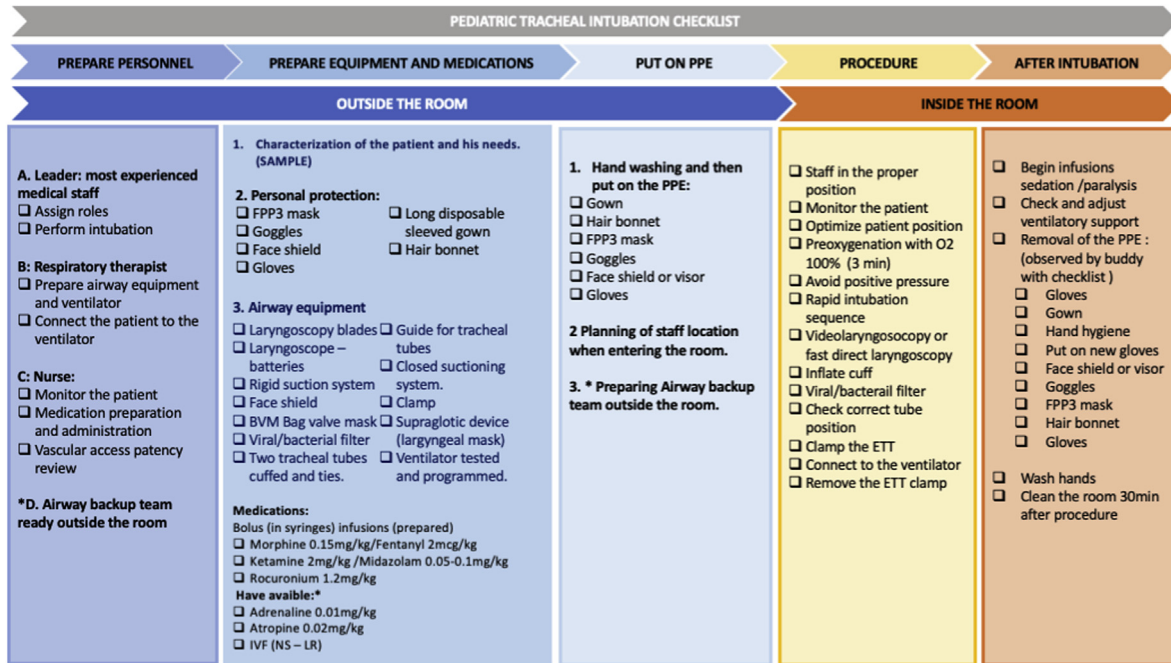 PEDIATRIC TRACHEAL INTUBATION CHECKLIST
PREPARE PERSONNEL
PREPARE EQUIPMENT AND MEDICATIONS
PUT ON PPE
PROCEDURE
AFTER INTUBATION
OUTSIDE THE ROOM
INSIDE THE ROOM
A. Leader: most experienced
medical staff
❑ Assign roles
❑ Perform intubation
B: Respiratory therapist
❑ Prepare airway equipment
and ventilator
❑ Connect the patient to the
ventilator
C: Nurse:
❑ Monitor the patient
❑ Medication preparation
and administration
❑ Vascular access patency
review
*D. Airway backup team
ready outside the room
1. Characterization of the patient and his needs.
(SAMPLE)
2. Personal protection:
❑ FPP3 mask
❑ Goggles
❑ Face shield
❑ Gloves
❑ Long disposable
sleeved gown
❑ Hair bonnet
3. Airway equipment
❑ Laryngoscopy blades
❑ Laryngoscope –
batteries
❑ Rigid suction system
❑ Face shield
❑ BVM Bag valve mask
❑ Viral/bacterial filter
❑ Two tracheal tubes
cuffed and ties.
❑ Guide for tracheal
tubes
❑ Closed suctioning
system.
❑ Clamp
❑ Supraglotic device
(largyngeal mask)
❑ Ventilator tested
and programmed.
Medications:
Bolus (in syringes) infusions (prepared)
❑ Morphine 0.15mg/kg/Fentanyl 2mcg/kg
❑ Ketamine 2mg/kg /Midazolam 0.05-0.1mg/kg
❑ Rocuronium 1.2mg/kg
Have avaible:*
❑ Adrenaline 0.01mg/kg
❑ Atropine 0.02mg/kg
❑ IVF (NS – LR)
1. Hand washing and then
put on the PPE:
❑ Gown
❑ Hair bonnet
❑ FPP3 mask
❑ Goggles
❑ Face shield or visor
❑ Gloves
2 Planning of staff location
when entering the room.
3. * Preparing Airway backup
team outside the room.
❑ Staff in the proper
position
❑ Monitor the patient
❑ Optimize patient position
❑ Preoxygenation with O2
100% (3 min)
❑ Avoid positive pressure
❑ Rapid intubation
sequence
❑ Videolaryngosocopy or
fast direct laryngoscopy
❑ Inflate cuff
❑ Viral/bacterail filter
❑ Check correct tube
position
❑ Clamp the ETT
❑ Connect to the ventilator
❑ Remove the ETT clamp
❑ Begin infusions
sedation /paralysis
❑ Check and adjust
ventilatory support
❑ Removal of the PPE :
(observed by buddy
with checklist )
❑ Gloves
❑ Gown
❑ Hand hygiene
❑ Put on new gloves
❑ Face shield or visor
❑ Goggles
❑ FPP3 mask
❑ Hair bonnet
❑ Gloves
❑ Wash hands
❑ Clean the room 30min
after procedure